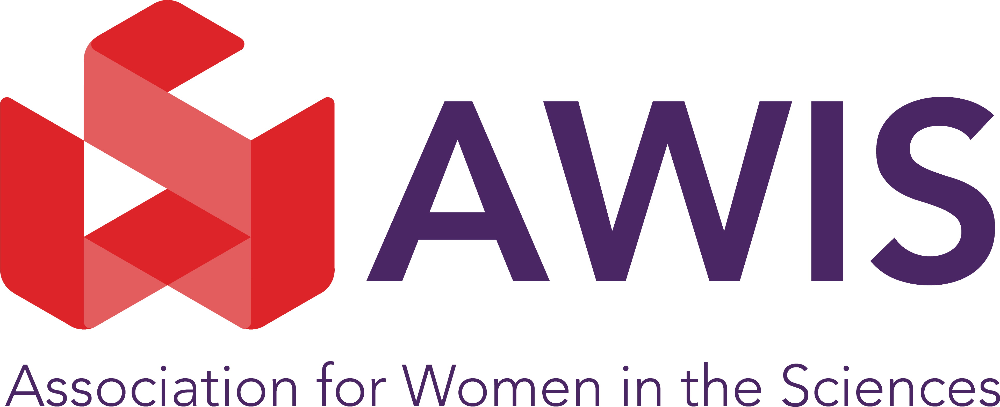 AWIS
Association for Women in the Sciences